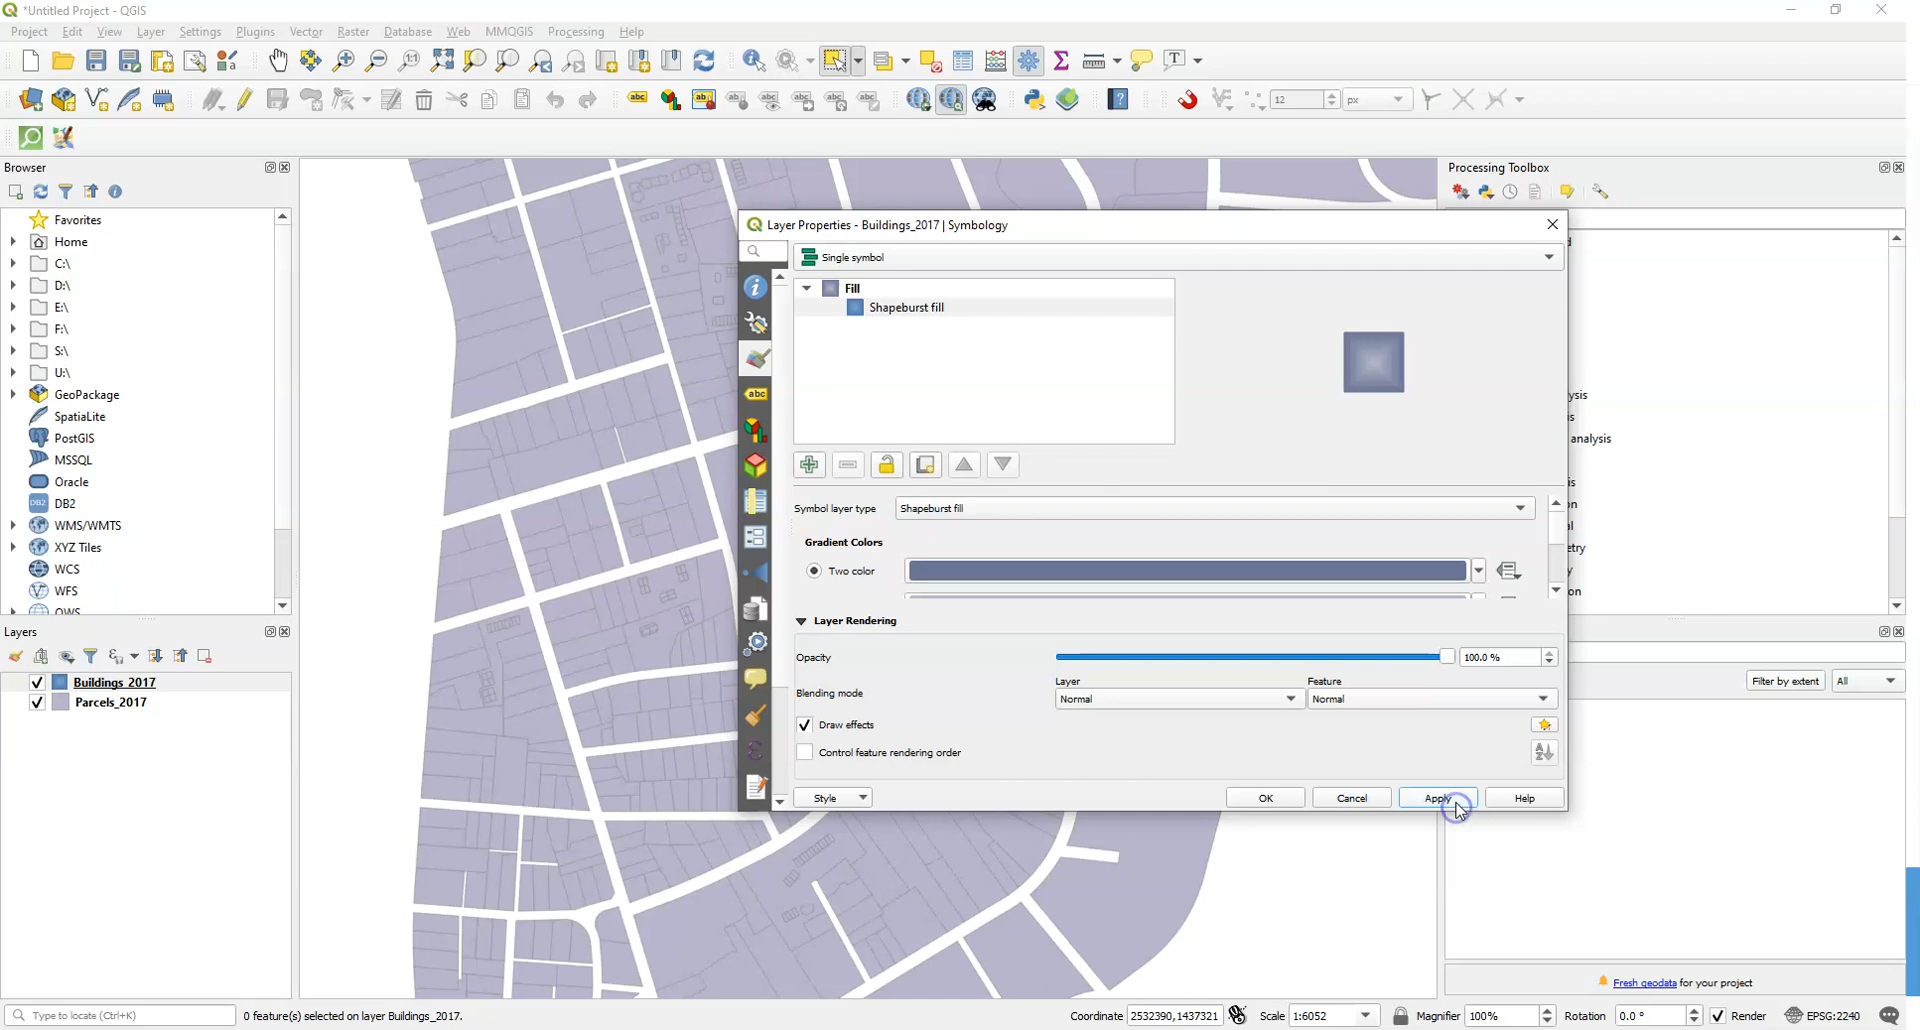 *Untitled Project - QGIS
Project Edit View Layer Settings Plugins Vector Raster Database Web MMQGIS Processing Help
12 px
Browser
Favorites
Home
C:\
D:\
E:\
F:\
S:\
U:\
GeoPackage
SpatiaLite
PostGIS
MSSQL
Oracle
DB2
WMS/WMTS
XYZ Tiles
WCS
WFS
OWS
Layers
Buildings_2017
Parcels_2017
Layer Properties - Buildings_2017 | Symbology
Single symbol
Fill
Shapeburst fill
Symbol layer type Shapeburst fill
Gradient Colors
Two color
Layer Rendering
Opacity 100.0 %
Layer Feature
Blending mode Normal Normal
Draw effects
Control feature rendering order
Style OK Cancel Apply Help
Processing Toolbox
ysis
is
analysis
is
on
al
etry
y
on
Filter by extent All
Fresh geodata for your project
Type to locate (Ctrl+K) 0 feature(s) selected on layer Buildings_2017. Coordinate 2532390,1437321 Scale 1:6052 Magnifier 100% Rotation 0.0 ° Render EPSG:2240